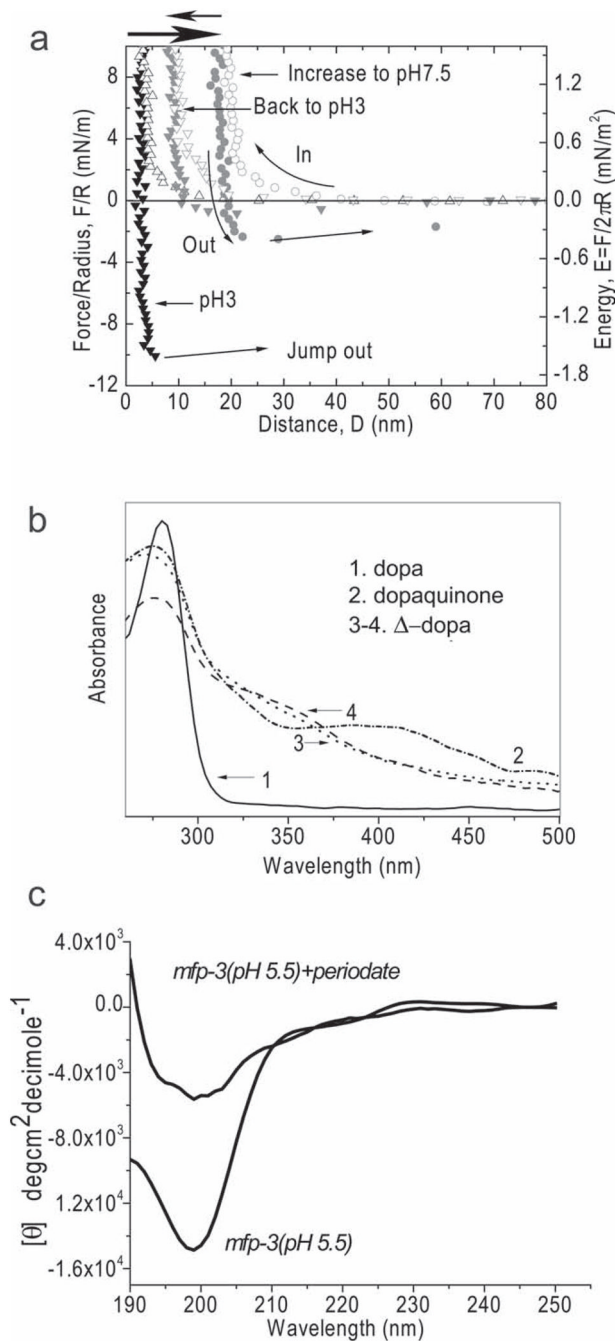 a
Force/Radius, F/R (mN/m)
8
4
0
-4
-8
-12
Increase to pH7.5
Back to pH3
In
Out
pH3
Jump out
1.2
0.6
0.0
-0.6
-1.2
-1.8
Energy, E=F/2πR (mN/m²)
0 10 20 30 40 50 60 70 80
Distance, D (nm)
b
Absorbance
1. dopa
2. dopaquinone
3-4. Δ–dopa
4
3
2
1
300 350 400 450 500
Wavelength (nm)
c
[θ] degcm² decimole⁻¹
4.0x10³
0.0
-4.0x10³
-8.0x10³
-1.2x10⁴
-1.6x10⁴
mfp-3(pH 5.5)+periodate
mfp-3(pH 5.5)
190 200 210 220 230 240 250
Wavelength (nm)